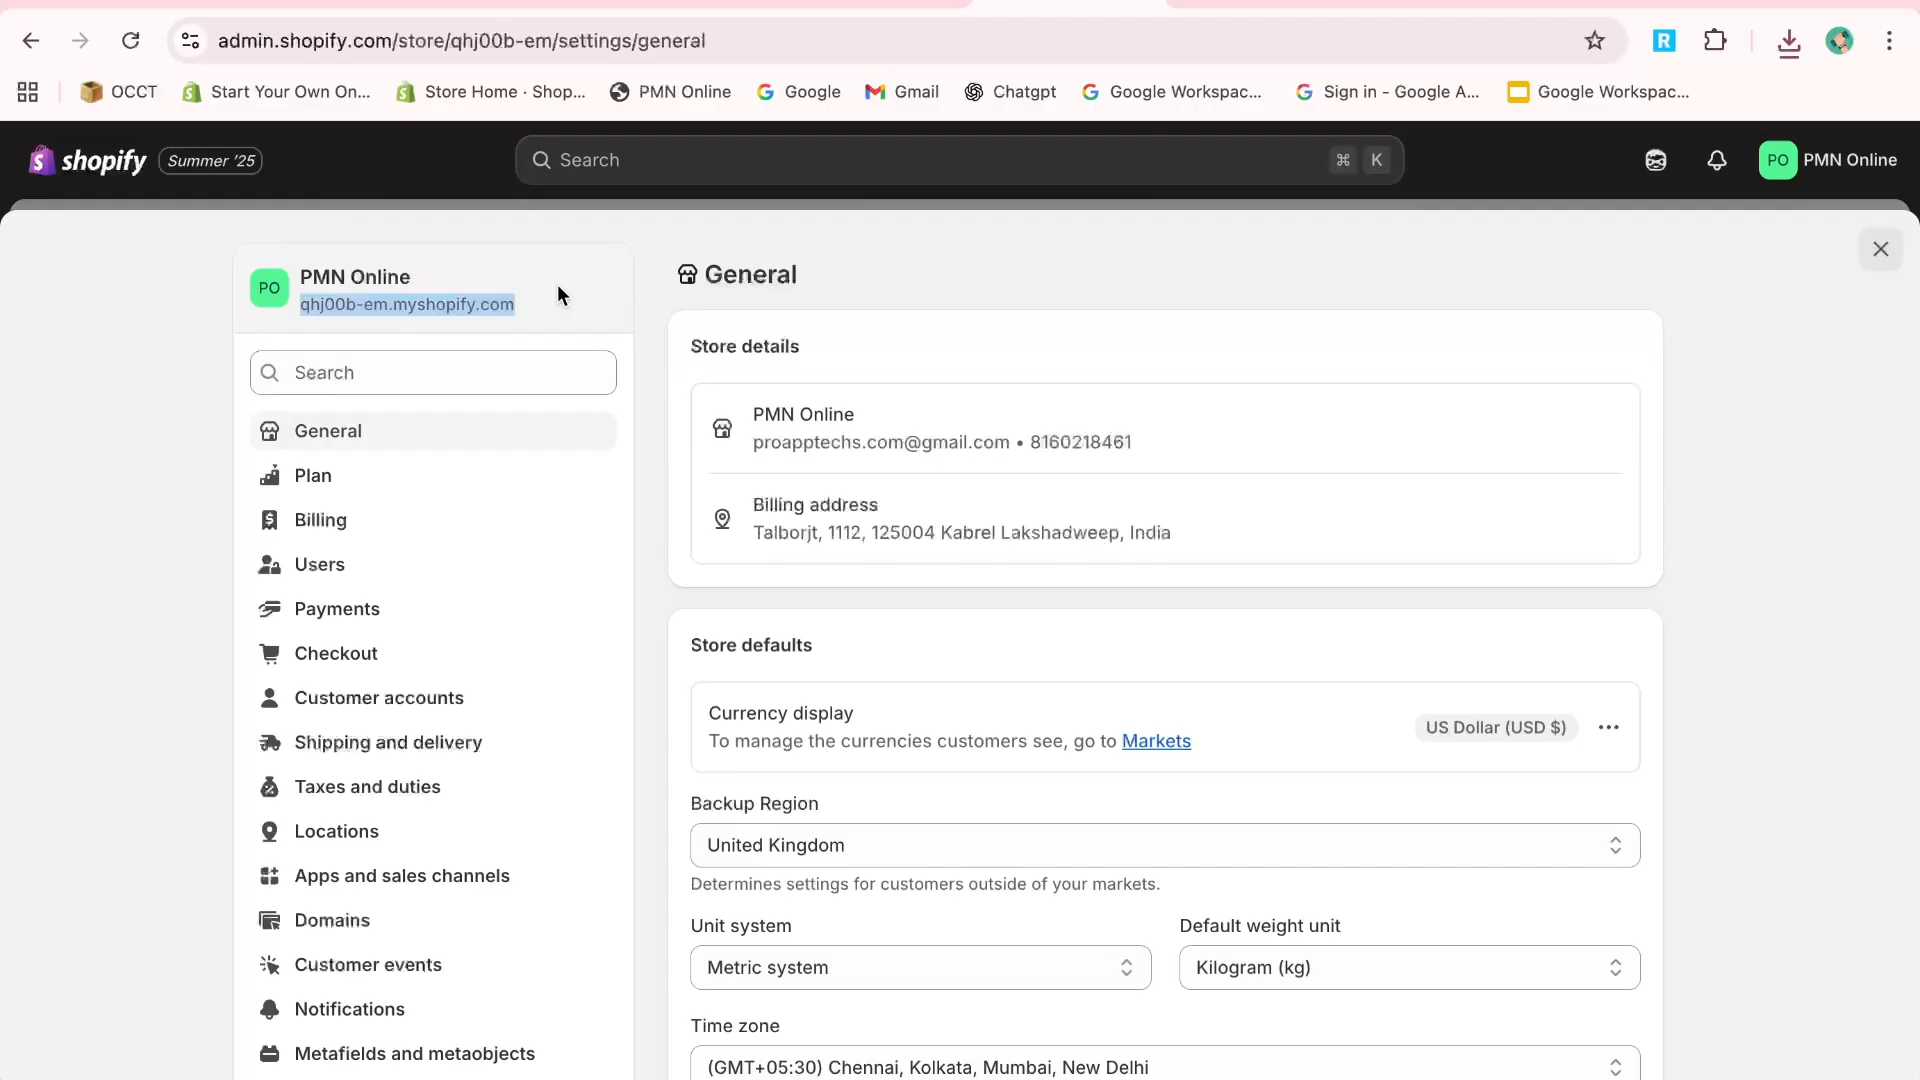 admin.shopify.com/store/qhj00b-em/settings/general
OCCT
Start Your Own On...
Store Home · Shop...
PMN Online
Google
Gmail
Chatgpt
Google Workspac...
Sign in - Google A...
Google Workspac...
shopify
Summer '25
Search
⌘ K
PO
PMN Online
PO
PMN Online
qhj00b-em.myshopify.com
Search
General
Plan
Billing
Users
Payments
Checkout
Customer accounts
Shipping and delivery
Taxes and duties
Locations
Apps and sales channels
Domains
Customer events
Notifications
Metafields and metaobjects
General
Store details
PMN Online
proapptechs.com@gmail.com • 8160218461
Billing address
Talborjt, 1112, 125004 Kabrel Lakshadweep, India
Store defaults
Currency display
To manage the currencies customers see, go to Markets
US Dollar (USD $)
Backup Region
United Kingdom
Determines settings for customers outside of your markets.
Unit system
Default weight unit
Metric system
Kilogram (kg)
Time zone
(GMT+05:30) Chennai, Kolkata, Mumbai, New Delhi